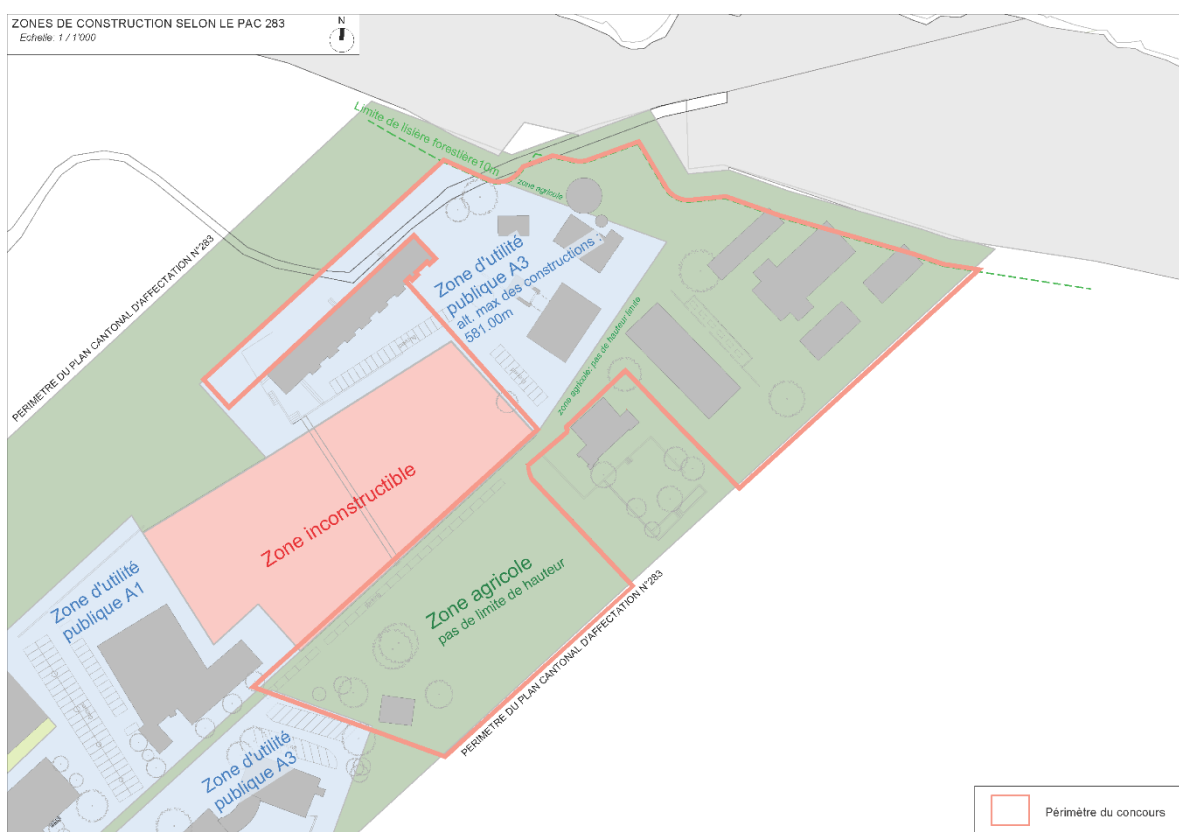 ZONES DE CONSTRUCTION SELON LE PAC 283
Echelle: 1 / 1'000
N
Limite de lisière forestière10m
zone agricole
PERIMETRE DU PLAN CANTONAL D'AFFECTATION N°283
Zone d'utilité
publique A3
alt. max des constructions :
581.00m
zone agricole: pas de hauteur limite
Zone inconstructible
Zone d'utilité
publique A1
Zone agricole
pas de limite de hauteur
PERIMETRE DU PLAN CANTONAL D'AFFECTATION N°283
Zone d'utilité
publique A3
Périmètre du concours